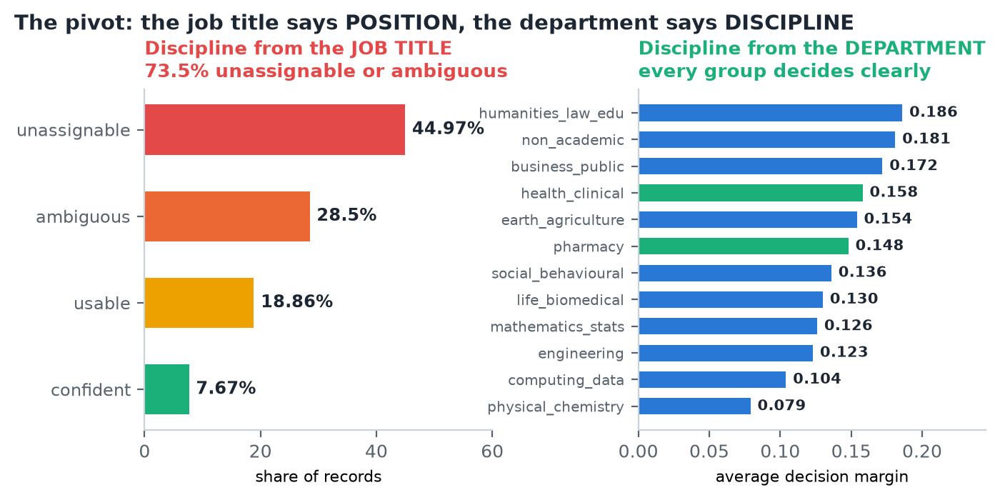 The pivot: the job title says POSITION, the department says DISCIPLINE
Discipline from the JOB TITLE
73.5% unassignable or ambiguous
unassignable
44.97%
ambiguous
28.5%
usable
18.86%
confident
7.67%
0
20
40
60
share of records
Discipline from the DEPARTMENT
every group decides clearly
humanities_law_edu
0.186
non_academic
0.181
business_public
0.172
health_clinical
0.158
earth_agriculture
0.154
pharmacy
0.148
social_behavioural
0.136
life_biomedical
0.130
mathematics_stats
0.126
engineering
0.123
computing_data
0.104
physical_chemistry
0.079
0.00
0.05
0.10
0.15
0.20
average decision margin